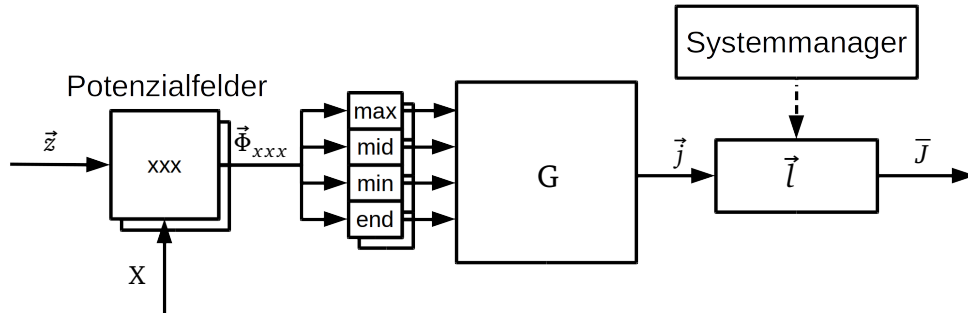 Systemmanager
Potenzialfelder
z⃗
xxx
Φ⃗xxx
max
mid
min
end
G
j⃗
l⃗
J̅
X